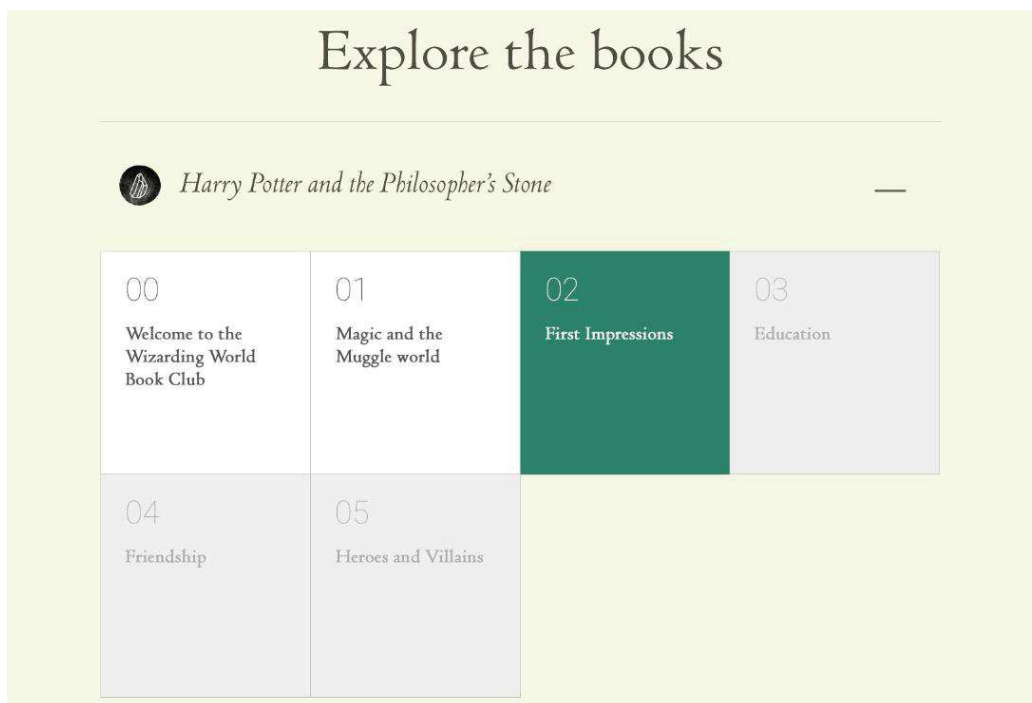 Explore the books
Harry Potter and the Philosopher's Stone
00
Welcome to the
Wizarding World
Book Club
01
Magic and the
Muggle world
02
First Impressions
03
Education
04
Friendship
05
Heroes and Villains